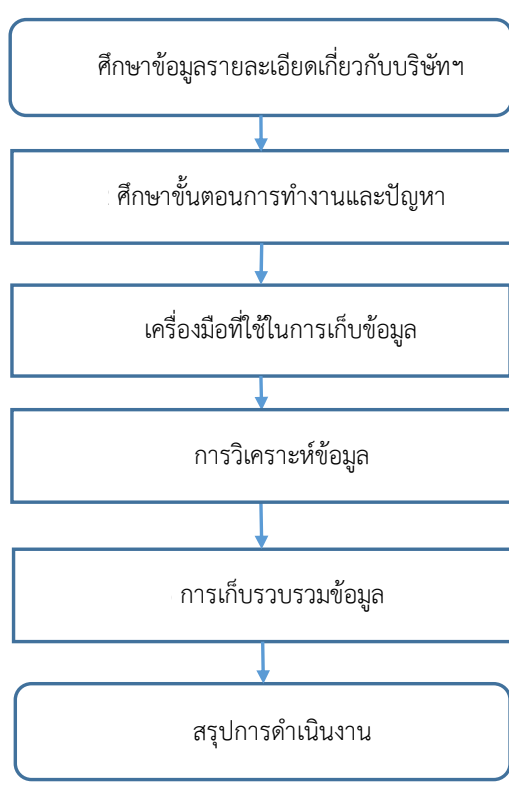 ศึกษาข้อมูลรายละเอียดเกี่ยวกับบริษัทฯ
ศึกษาขั้นตอนการทำงานและปัญหา
เครื่องมือที่ใช้ในการเก็บข้อมูล
การวิเคราะห์ข้อมูล
การเก็บรวบรวมข้อมูล
สรุปการดำเนินงาน